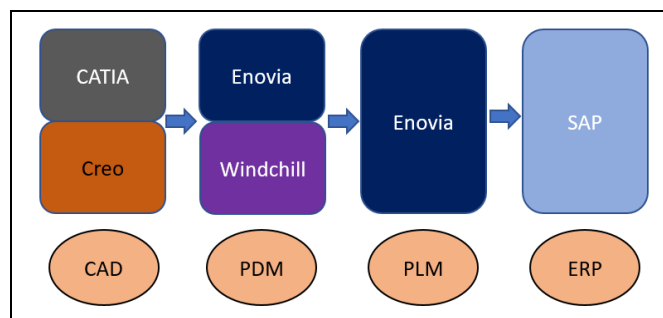 CATIA
Creo
Enovia
Windchill
Enovia
SAP
CAD
PDM
PLM
ERP